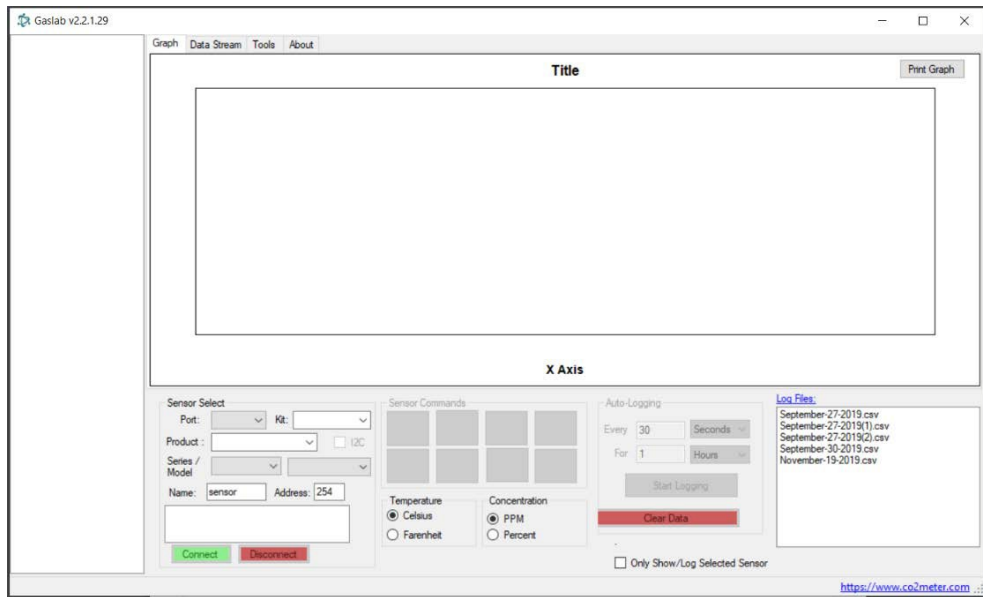 Gaslab v2.2.1.29
Graph Data Stream Tools About
Title
Print Graph
X Axis
Sensor Select
Port: Kit:
Product : I2C
Series /
Model
Name: sensor Address: 254
Connect Disconnect
Sensor Commands
Temperature
Celsius
Farenheit
Concentration
PPM
Percent
Auto-Logging
Every 30 Seconds
For 1 Hours
Start Logging
Clear Data
Only Show/Log Selected Sensor
Log Files:
September-27-2019.csv
September-27-2019(1).csv
September-27-2019(2).csv
September-30-2019.csv
November-19-2019.csv
https://www.co2meter.com